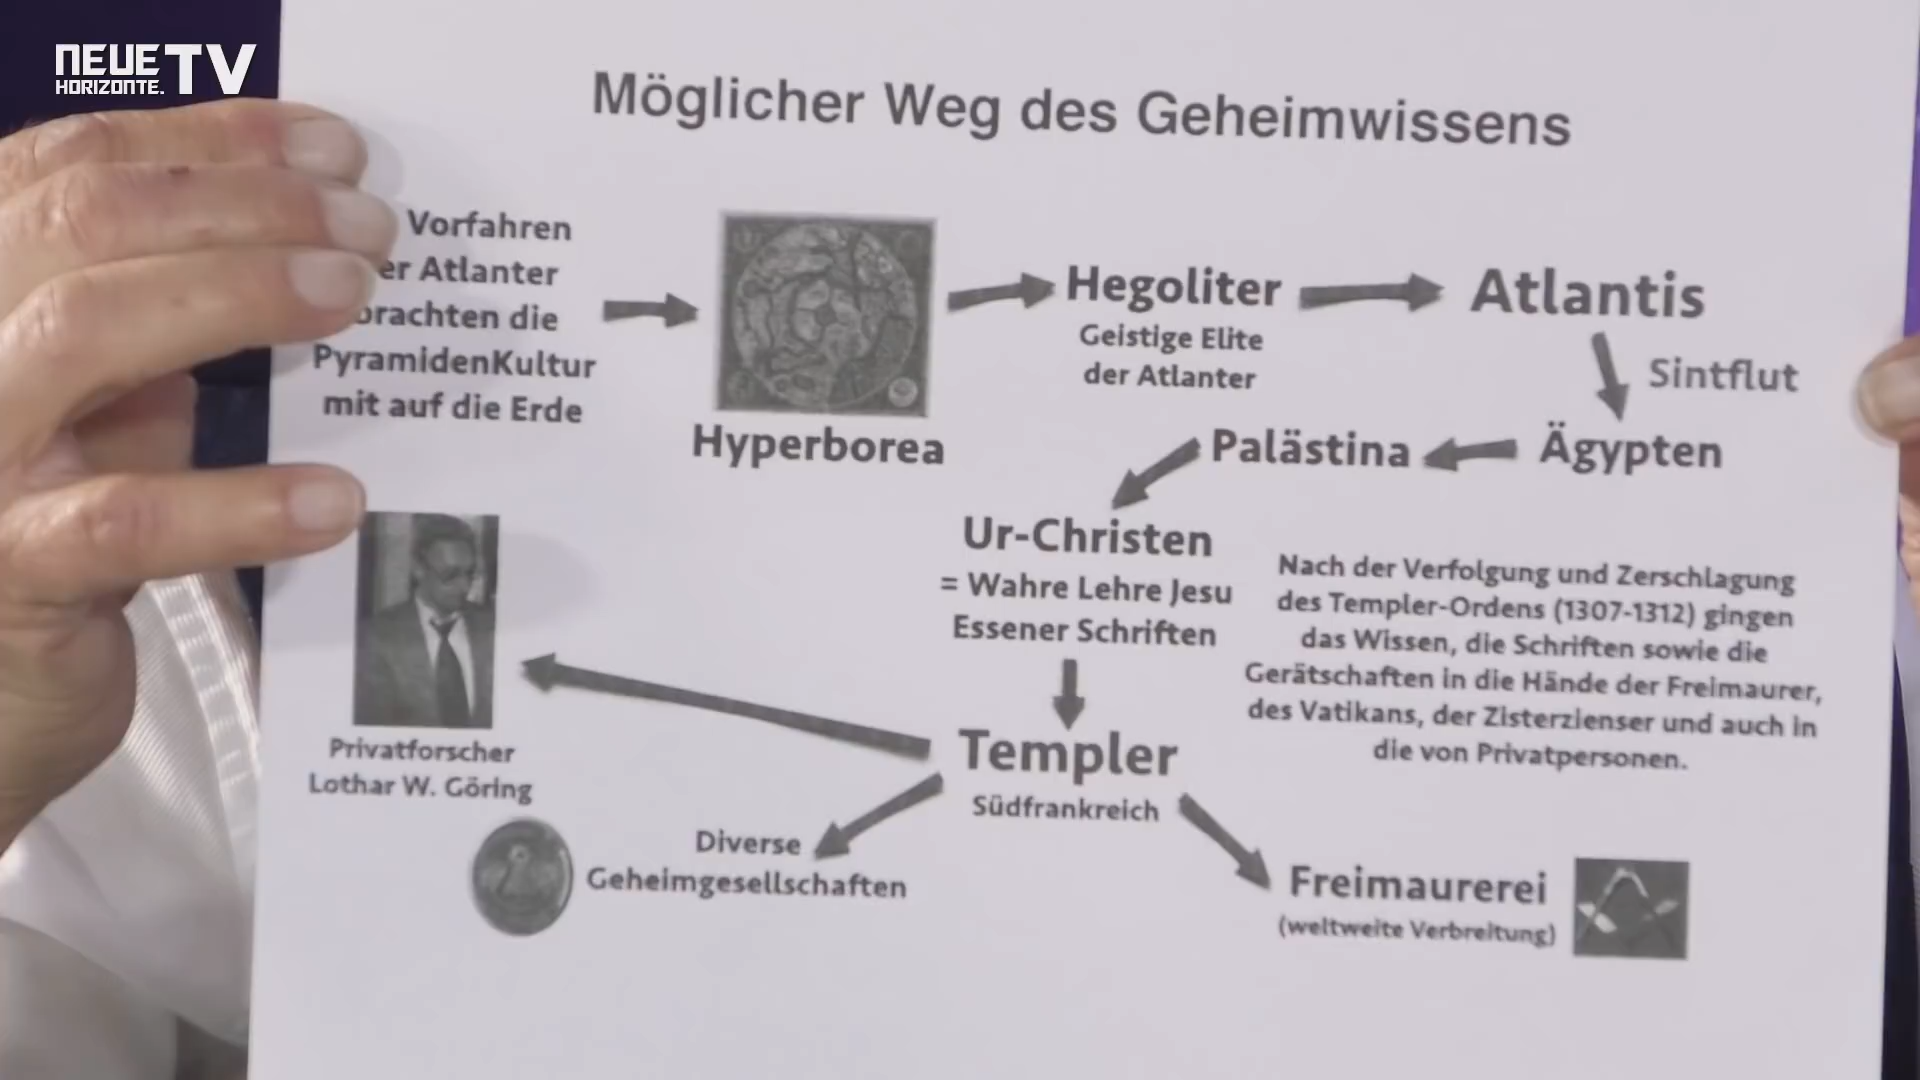 NEUE TV
HORIZONTE.
Möglicher Weg des Geheimwissens
Vorfahren
er Atlanter
brachten die
PyramidenKultur
mit auf die Erde
Hyperborea
Hegoliter
Geistige Elite
der Atlanter
Atlantis
Sintflut
Ägypten
Palästina
Ur-Christen
= Wahre Lehre Jesu
Essener Schriften
Nach der Verfolgung und Zerschlagung
des Templer-Ordens (1307-1312) gingen
das Wissen, die Schriften sowie die
Gerätschaften in die Hände der Freimaurer,
des Vatikans, der Zisterzienser und auch in
die von Privatpersonen.
Templer
Südfrankreich
Privatforscher
Lothar W. Göring
Diverse
Geheimgesellschaften
Freimaurerei
(weltweite Verbreitung)